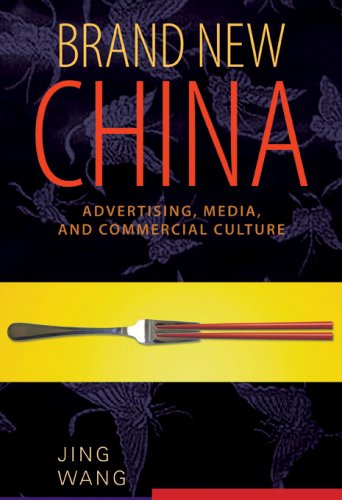 BRAND NEW
CHINA
ADVERTISING, MEDIA,
AND COMMERCIAL CULTURE
JING
WANG